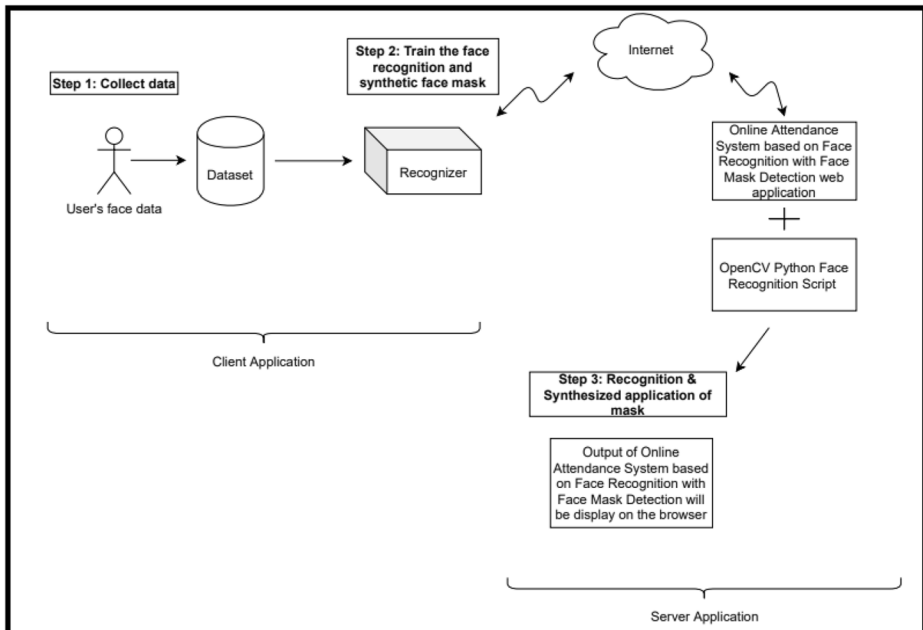 Step 1: Collect data
User's face data
Dataset
Step 2: Train the face
recognition and
synthetic face mask
Recognizer
Client Application
Internet
Online Attendance
System based on Face
Recognition with Face
Mask Detection web
application
OpenCV Python Face
Recognition Script
Step 3: Recognition &
Synthesized application of
mask
Output of Online
Attendance System based
on Face Recognition with
Face Mask Detection will
be display on the browser
Server Application